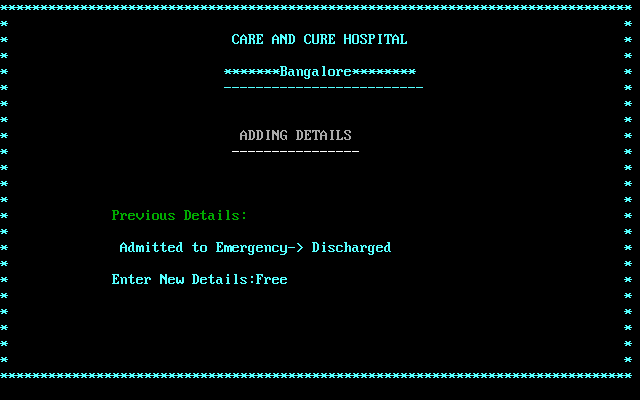 *******************************************************************************
CARE AND CURE HOSPITAL
*******Bangalore********
-------------------------
ADDING DETAILS
----------------
Previous Details:
Admitted to Emergency-> Discharged
Enter New Details:Free
*******************************************************************************